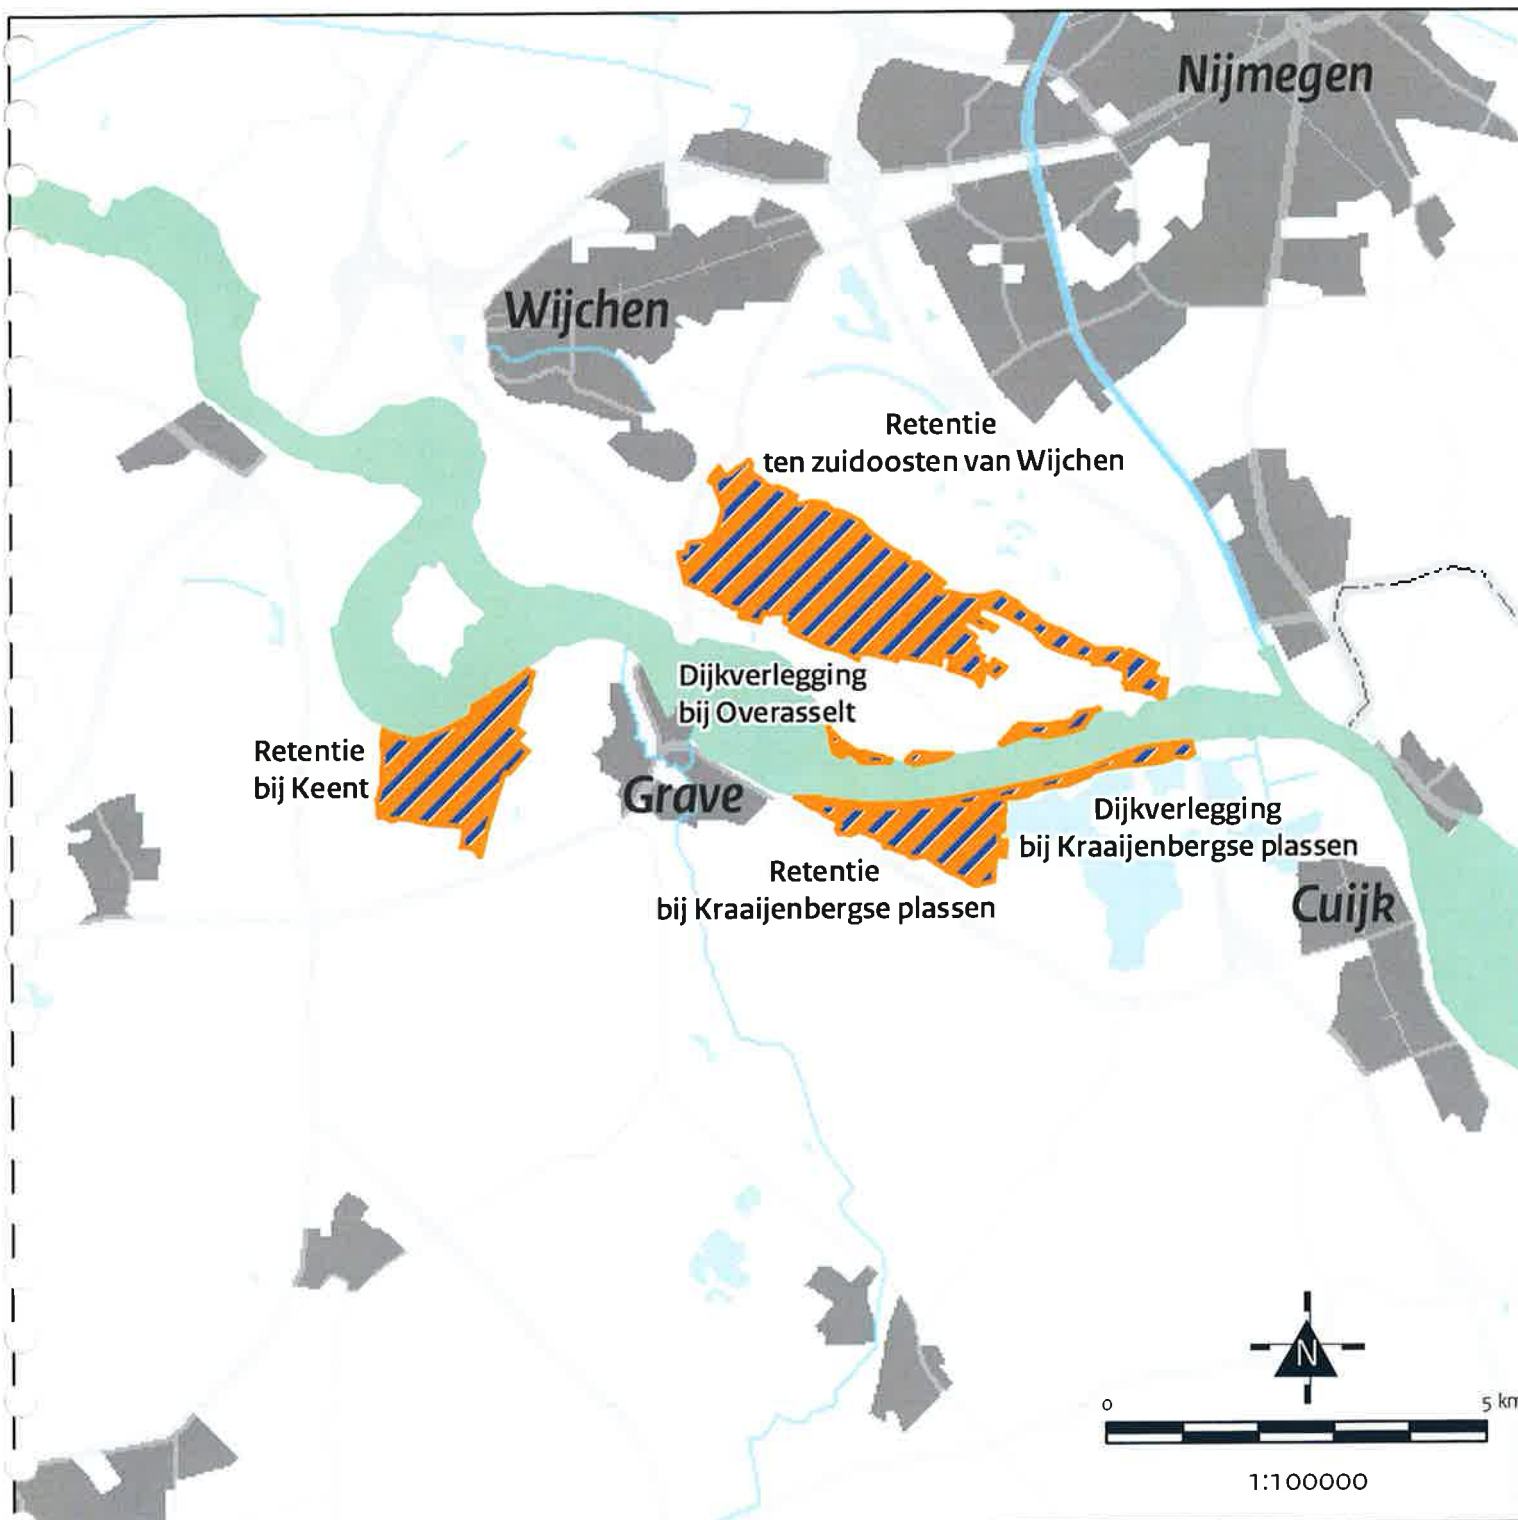 Nijmegen
Wijchen
Retentie
ten zuidoosten van Wijchen
Dijkverlegging
bij Overasselt
Retentie
bij Keent
Grave
Dijkverlegging
bij Kraaijenbergse plassen
Retentie
bij Kraaijenbergse plassen
Cuijk
N
0 5 km
1:100000